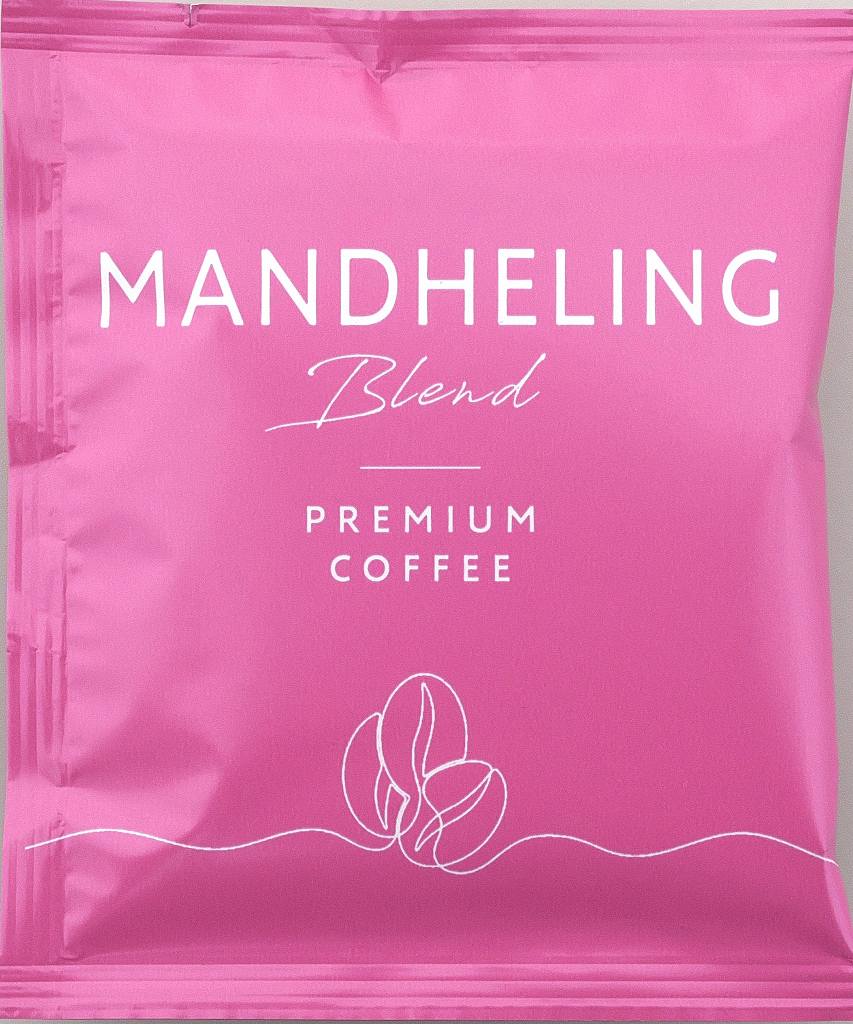 MANDHELING
Blend
PREMIUM
COFFEE